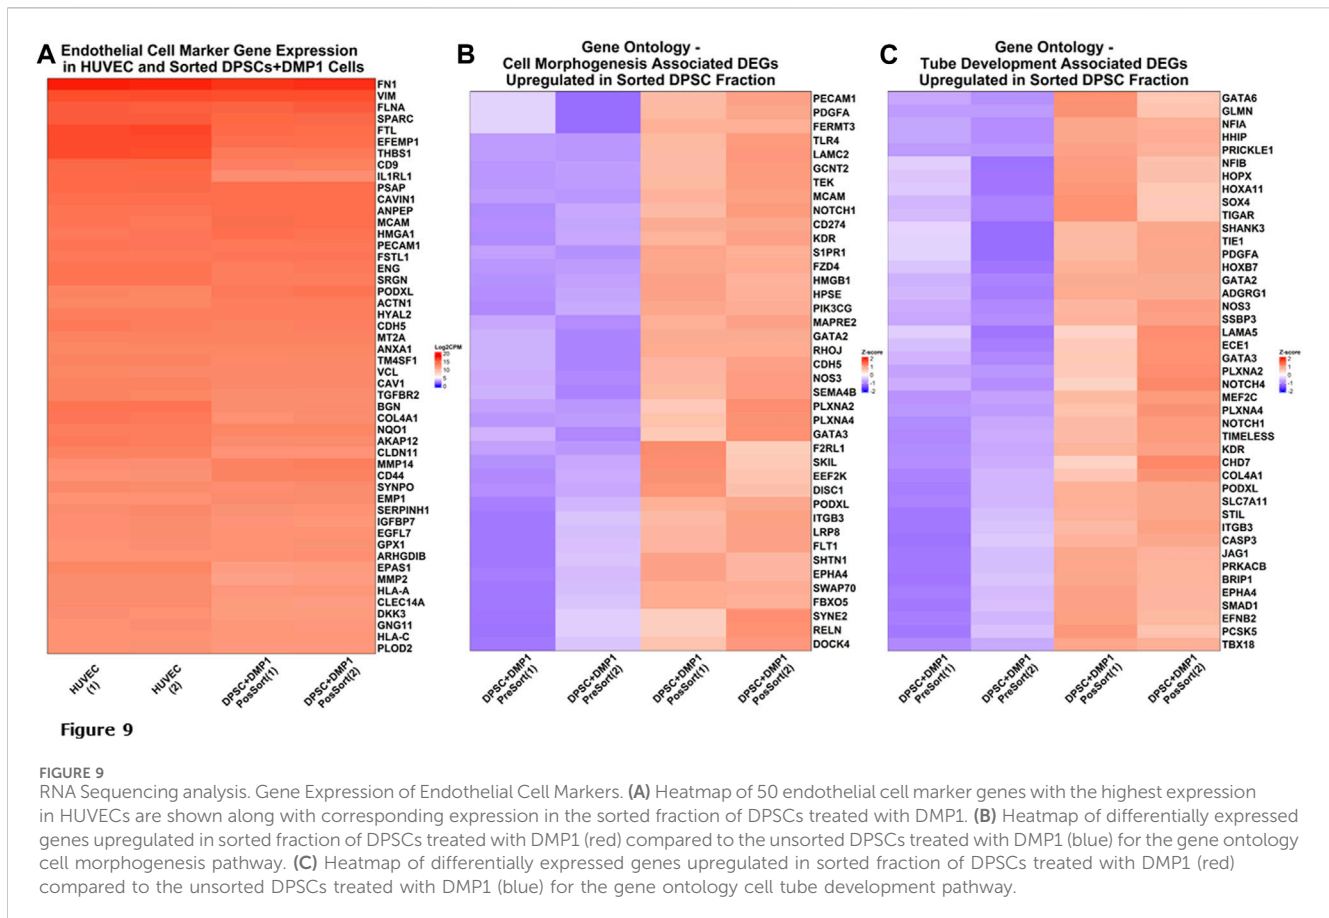 A
Endothelial Cell Marker Gene Expression
in HUVEC and Sorted DPSCs+DMP1 Cells
FN1
VIM
FLNA
SPARC
FTL
EFEMP1
THBS1
CD9
IL1RL1
PSAP
CAVIN1
ANPEP
MCAM
HMGA1
PECAM1
FSTL1
ENG
SRGN
PODXL
ACTN1
HYAL2
CDH5
MT2A
ANXA1
TM4SF1
VCL
CAV1
TGFBR2
BGN
COL4A1
NQO1
AKAP12
CLDN11
MMP14
CD44
SYNPO
EMP1
SERPINH1
IGFBP7
EGFL7
GPX1
ARHGDIB
EPAS1
MMP2
HLA-A
CLEC14A
DKK3
GNG11
HLA-C
PLOD2
Log2CPM
20
15
10
5
0
HUVEC
(1)
HUVEC
(2)
DPSC+DMP1
PosSort(1)
DPSC+DMP1
PosSort(2)
B
Gene Ontology -
Cell Morphogenesis Associated DEGs
Upregulated in Sorted DPSC Fraction
PECAM1
PDGFA
FERMT3
TLR4
LAMC2
GCNT2
TEK
MCAM
NOTCH1
CD274
KDR
S1PR1
FZD4
HMGB1
HPSE
PIK3CG
MAPRE2
GATA2
RHOJ
CDH5
NOS3
SEMA4B
PLXNA2
PLXNA4
GATA3
F2RL1
SKIL
EEF2K
DISC1
PODXL
ITGB3
LRP8
FLT1
SHTN1
EPHA4
SWAP70
FBXO5
SYNE2
RELN
DOCK4
Z-score
2
1
0
-1
-2
DPSC+DMP1
PreSort(1)
DPSC+DMP1
PreSort(2)
DPSC+DMP1
PosSort(1)
DPSC+DMP1
PosSort(2)
C
Gene Ontology -
Tube Development Associated DEGs
Upregulated in Sorted DPSC Fraction
GATA6
GLMN
NFIA
HHIP
PRICKLE1
NFIB
HOPX
HOXA11
SOX4
TIGAR
SHANK3
TIE1
PDGFA
HOXB7
GATA2
ADGRG1
NOS3
SSBP3
LAMA5
ECE1
GATA3
PLXNA2
NOTCH4
MEF2C
PLXNA4
NOTCH1
TIMELESS
KDR
CHD7
COL4A1
PODXL
SLC7A11
STIL
ITGB3
CASP3
JAG1
PRKACB
BRIP1
EPHA4
SMAD1
EFNB2
PCSK5
TBX18
Z-score
2
1
0
-1
-2
DPSC+DMP1
PreSort(1)
DPSC+DMP1
PreSort(2)
DPSC+DMP1
PosSort(1)
DPSC+DMP1
PosSort(2)
Figure 9
FIGURE 9
RNA Sequencing analysis. Gene Expression of Endothelial Cell Markers. (A) Heatmap of 50 endothelial cell marker genes with the highest expression
in HUVECs are shown along with corresponding expression in the sorted fraction of DPSCs treated with DMP1. (B) Heatmap of differentially expressed
genes upregulated in sorted fraction of DPSCs treated with DMP1 (red) compared to the unsorted DPSCs treated with DMP1 (blue) for the gene ontology
cell morphogenesis pathway. (C) Heatmap of differentially expressed genes upregulated in sorted fraction of DPSCs treated with DMP1 (red)
compared to the unsorted DPSCs treated with DMP1 (blue) for the gene ontology cell tube development pathway.